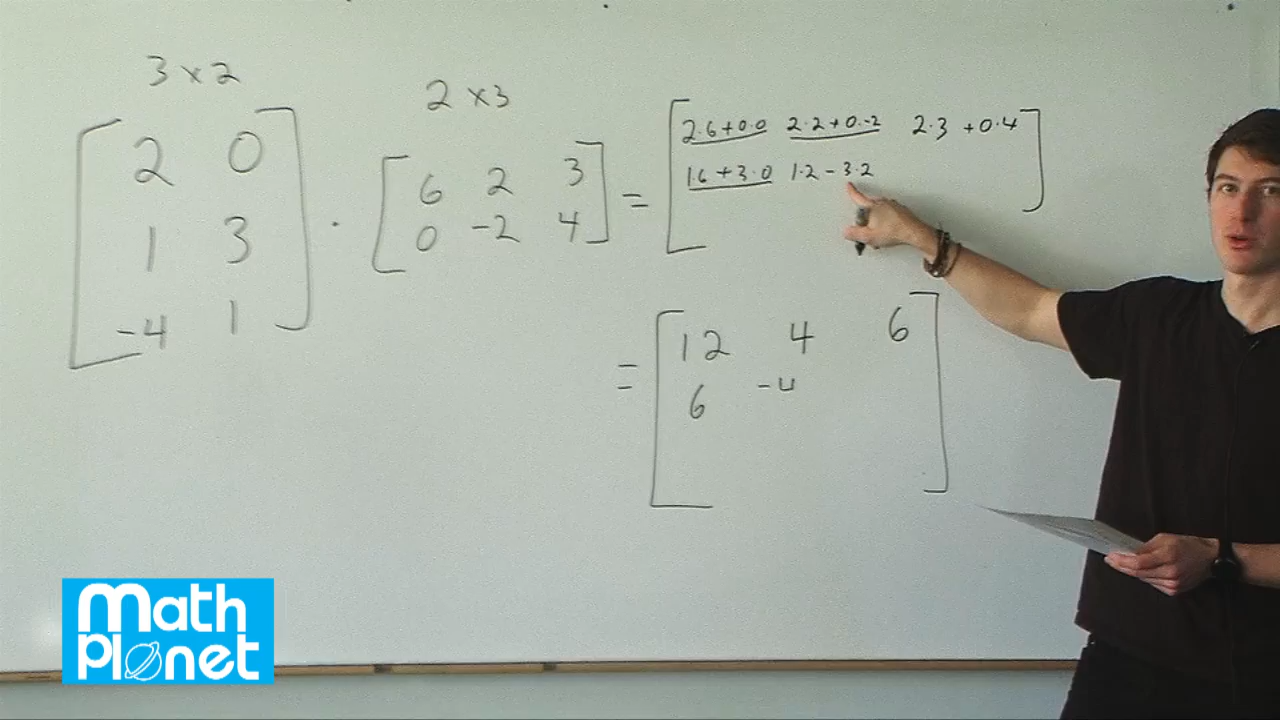 3 x 2
2 x 3
2 0
1 3
-4 1
·
6 2 3
0 -2 4
=
2·6+0·0 2·2+0·-2 2·3 +0·4
1·6 +3·0 1·2 -3·2
=
12 4 6
6 -4
Math
Planet